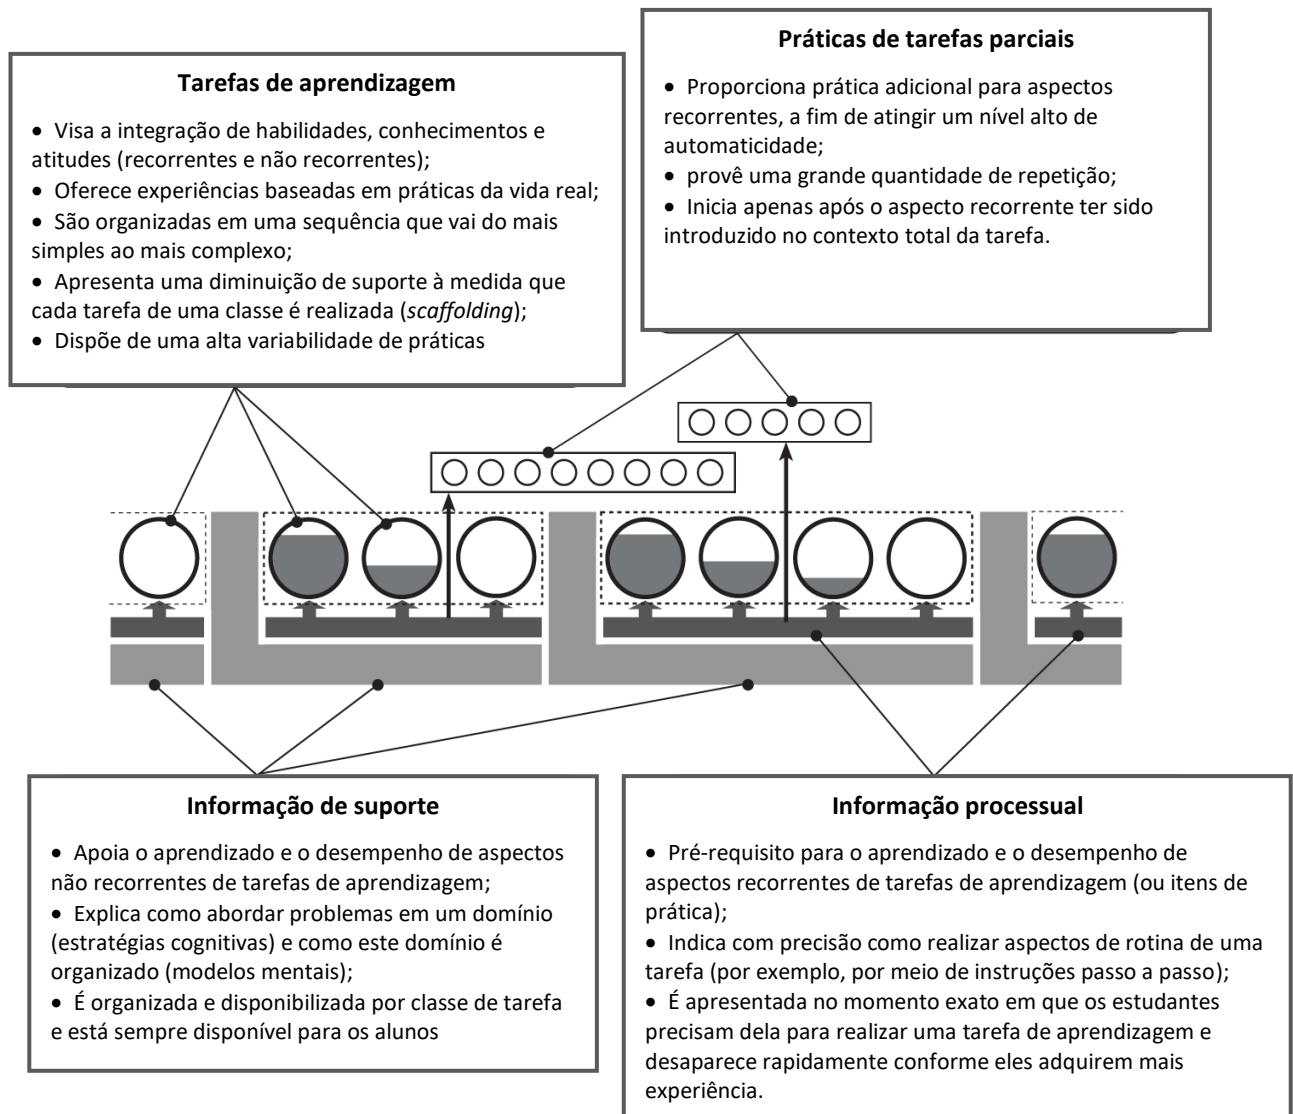 Tarefas de aprendizagem
• Visa a integração de habilidades, conhecimentos e
atitudes (recorrentes e não recorrentes);
• Oferece experiências baseadas em práticas da vida real;
• São organizadas em uma sequência que vai do mais
simples ao mais complexo;
• Apresenta uma diminuição de suporte à medida que
cada tarefa de uma classe é realizada (scaffolding);
• Dispõe de uma alta variabilidade de práticas
Práticas de tarefas parciais
• Proporciona prática adicional para aspectos
recorrentes, a fim de atingir um nível alto de
automaticidade;
• provê uma grande quantidade de repetição;
• Inicia apenas após o aspecto recorrente ter sido
introduzido no contexto total da tarefa.
Informação de suporte
• Apoia o aprendizado e o desempenho de aspectos
não recorrentes de tarefas de aprendizagem;
• Explica como abordar problemas em um domínio
(estratégias cognitivas) e como este domínio é
organizado (modelos mentais);
• É organizada e disponibilizada por classe de tarefa
e está sempre disponível para os alunos
Informação processual
• Pré-requisito para o aprendizado e o desempenho de
aspectos recorrentes de tarefas de aprendizagem (ou itens de
prática);
• Indica com precisão como realizar aspectos de rotina de uma
tarefa (por exemplo, por meio de instruções passo a passo);
• É apresentada no momento exato em que os estudantes
precisam dela para realizar uma tarefa de aprendizagem e
desaparece rapidamente conforme eles adquirem mais
experiência.